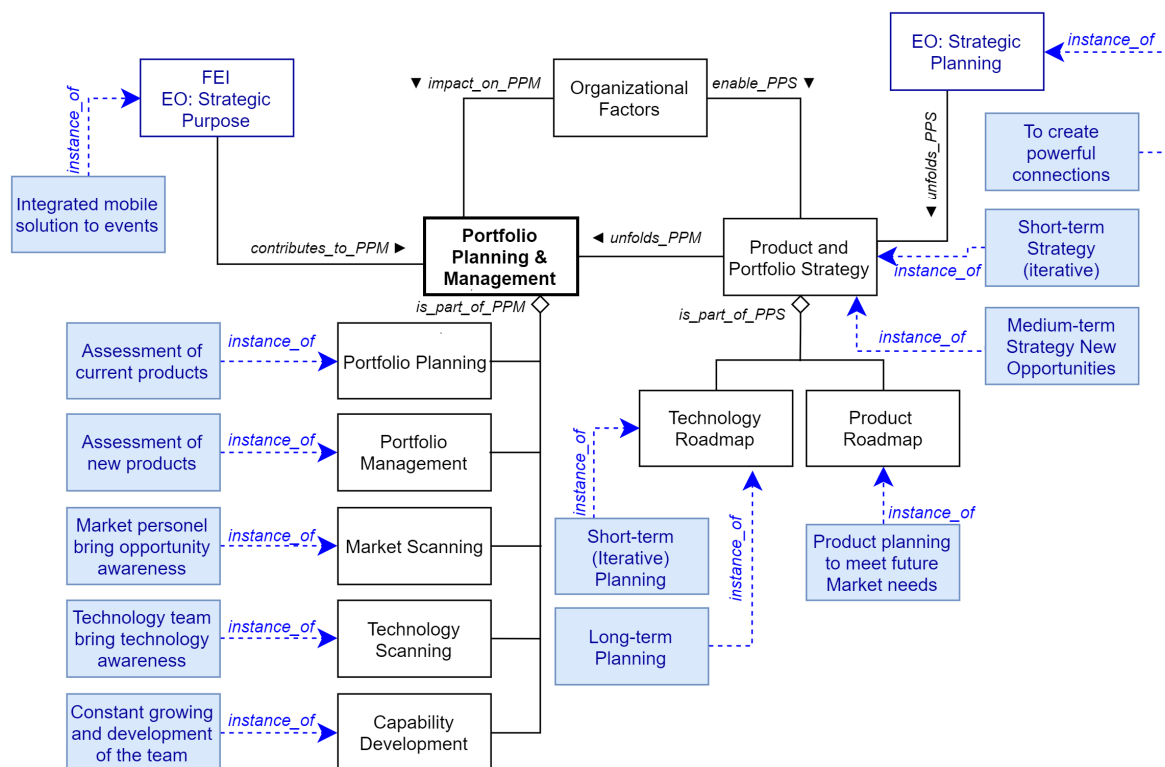 EO: Strategic
Planning
instance_of
FEI
EO: Strategic
Purpose
▼ impact_on_PPM
Organizational
Factors
enable_PPS ▼
instance_of
◄ unfolds_PPS
To create
powerful
connections
Integrated mobile
solution to events
contributes_to_PPM ►
Portfolio
Planning &
Management
◄ unfolds_PPM
Product and
Portfolio Strategy
Short-term
Strategy
(iterative)
instance_of
is_part_of_PPM
is_part_of_PPS
instance_of
Medium-term
Strategy New
Opportunities
Assessment of
current products
instance_of
Portfolio Planning
Technology
Roadmap
Product
Roadmap
Assessment of
new products
instance_of
Portfolio
Management
instance_of
instance_of
instance_of
Market personel
bring opportunity
awareness
instance_of
Market Scanning
Short-term
(Iterative)
Planning
Product planning
to meet future
Market needs
Technology team
bring technology
awareness
instance_of
Technology
Scanning
Long-term
Planning
Constant growing
and development
of the team
instance_of
Capability
Development